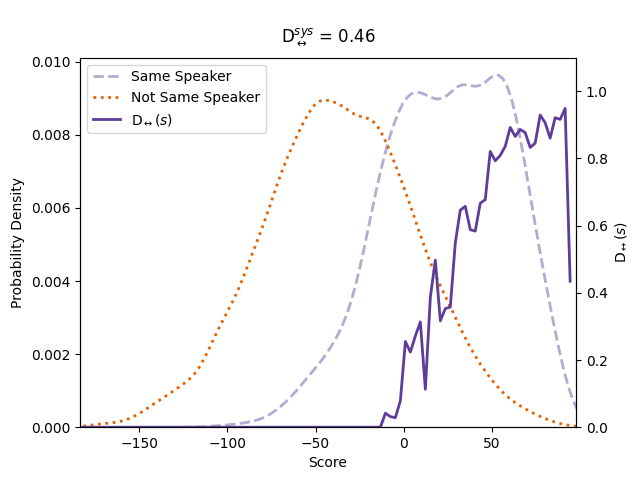 D↔^sys = 0.46
Same Speaker
Not Same Speaker
D↔(s)
0.010
0.008
0.006
0.004
0.002
0.000
Probability Density
1.0
0.8
0.6
0.4
0.2
0.0
D↔(s)
−150
−100
−50
0
50
Score